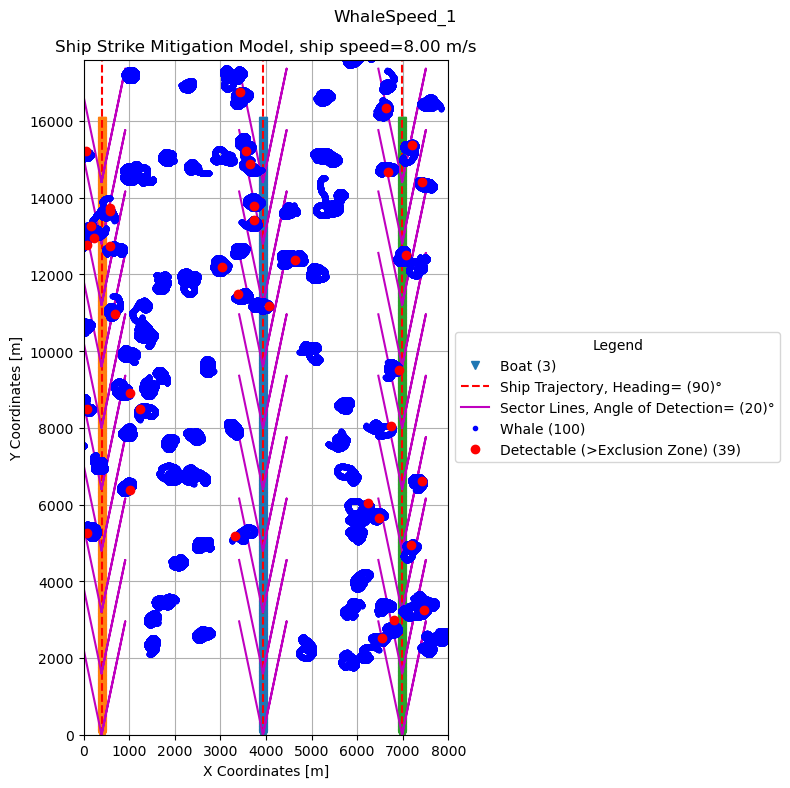 WhaleSpeed_1
Ship Strike Mitigation Model, ship speed=8.00 m/s
16000
14000
12000
10000
8000
6000
4000
2000
0
Y Coordinates [m]
0 1000 2000 3000 4000 5000 6000 7000 8000
X Coordinates [m]
Legend
Boat (3)
Ship Trajectory, Heading= (90)°
Sector Lines, Angle of Detection= (20)°
Whale (100)
Detectable (>Exclusion Zone) (39)